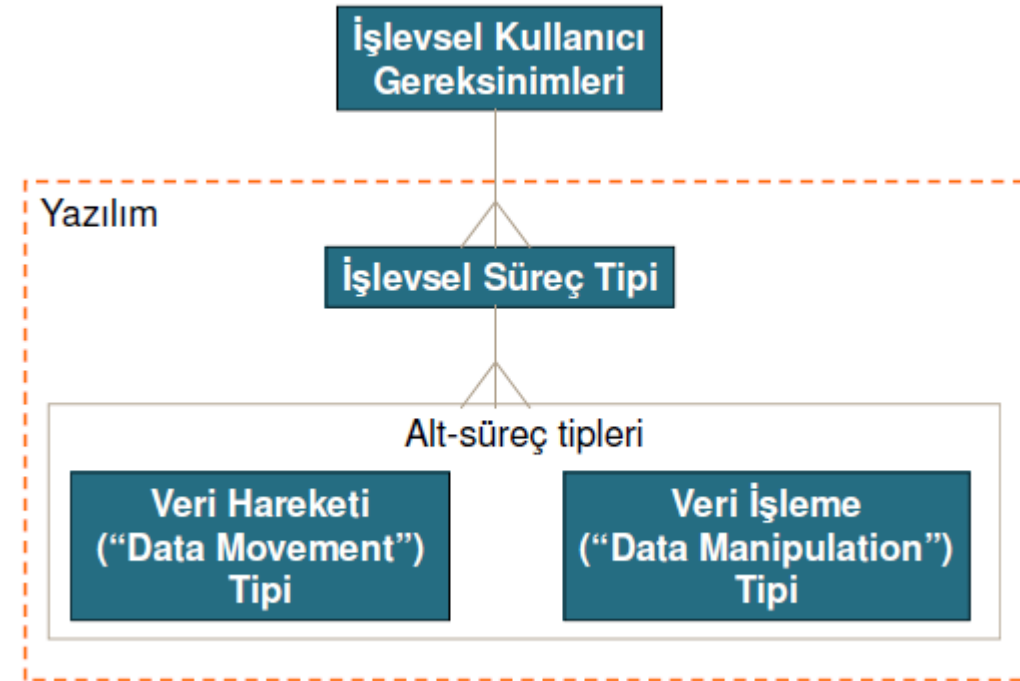 İşlevsel Kullanıcı
Gereksinimleri
Yazılım
İşlevsel Süreç Tipi
Alt-süreç tipleri
Veri Hareketi
(“Data Movement”)
Tipi
Veri İşleme
(“Data Manipulation”)
Tipi